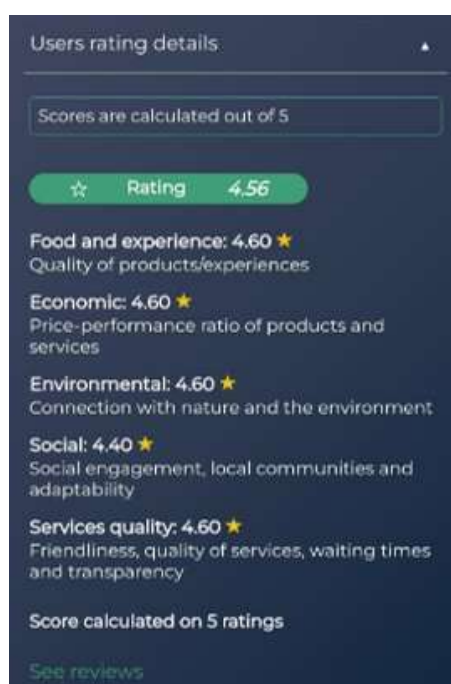 Users rating details
Scores are calculated out of 5
Rating 4.56
Food and experience: 4.60
Quality of products/experiences
Economic: 4.60
Price-performance ratio of products and
services
Environmental: 4.60
Connection with nature and the environment
Social: 4.40
Social engagement, local communities and
adaptability
Services quality: 4.60
Friendliness, quality of services, waiting times
and transparency
Score calculated on 5 ratings
See reviews